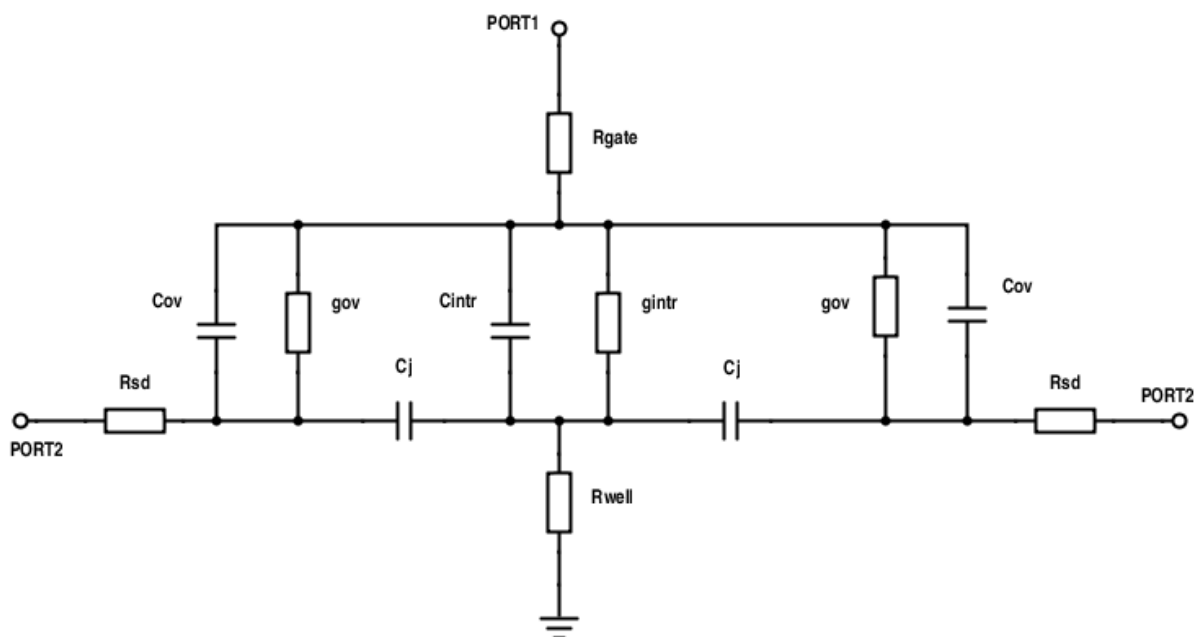 PORT1
Rgate
Cov
gov
Cintr
gintr
gov
Cov
Rsd
Cj
Cj
Rsd
PORT2
PORT2
Rwell